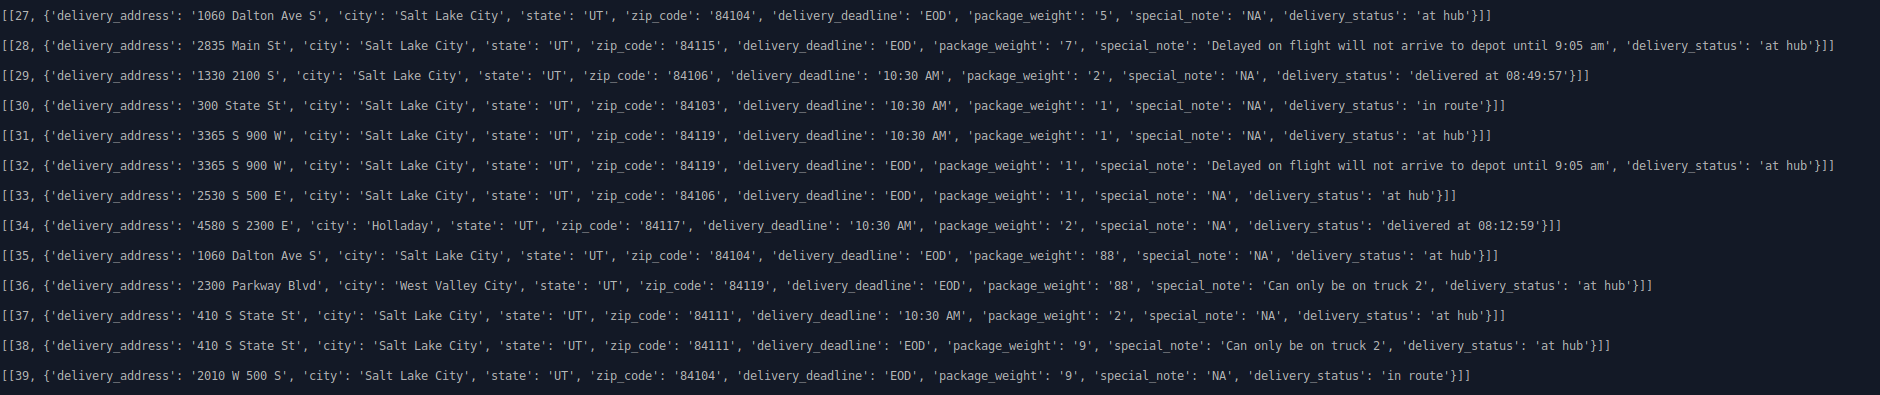 [[27, {'delivery_address': '1060 Dalton Ave S', 'city': 'Salt Lake City', 'state': 'UT', 'zip_code': '84104', 'delivery_deadline': 'EOD', 'package_weight': '5', 'special_note': 'NA', 'delivery_status': 'at hub'}]]
[[28, {'delivery_address': '2835 Main St', 'city': 'Salt Lake City', 'state': 'UT', 'zip_code': '84115', 'delivery_deadline': 'EOD', 'package_weight': '7', 'special_note': 'Delayed on flight will not arrive to depot until 9:05 am', 'delivery_status': 'at hub'}]]
[[29, {'delivery_address': '1330 2100 S', 'city': 'Salt Lake City', 'state': 'UT', 'zip_code': '84106', 'delivery_deadline': '10:30 AM', 'package_weight': '2', 'special_note': 'NA', 'delivery_status': 'delivered at 08:49:57'}]]
[[30, {'delivery_address': '300 State St', 'city': 'Salt Lake City', 'state': 'UT', 'zip_code': '84103', 'delivery_deadline': '10:30 AM', 'package_weight': '1', 'special_note': 'NA', 'delivery_status': 'in route'}]]
[[31, {'delivery_address': '3365 S 900 W', 'city': 'Salt Lake City', 'state': 'UT', 'zip_code': '84119', 'delivery_deadline': '10:30 AM', 'package_weight': '1', 'special_note': 'NA', 'delivery_status': 'at hub'}]]
[[32, {'delivery_address': '3365 S 900 W', 'city': 'Salt Lake City', 'state': 'UT', 'zip_code': '84119', 'delivery_deadline': 'EOD', 'package_weight': '1', 'special_note': 'Delayed on flight will not arrive to depot until 9:05 am', 'delivery_status': 'at hub'}]]
[[33, {'delivery_address': '2530 S 500 E', 'city': 'Salt Lake City', 'state': 'UT', 'zip_code': '84106', 'delivery_deadline': 'EOD', 'package_weight': '1', 'special_note': 'NA', 'delivery_status': 'at hub'}]]
[[34, {'delivery_address': '4580 S 2300 E', 'city': 'Holladay', 'state': 'UT', 'zip_code': '84117', 'delivery_deadline': '10:30 AM', 'package_weight': '2', 'special_note': 'NA', 'delivery_status': 'delivered at 08:12:59'}]]
[[35, {'delivery_address': '1060 Dalton Ave S', 'city': 'Salt Lake City', 'state': 'UT', 'zip_code': '84104', 'delivery_deadline': 'EOD', 'package_weight': '88', 'special_note': 'NA', 'delivery_status': 'at hub'}]]
[[36, {'delivery_address': '2300 Parkway Blvd', 'city': 'West Valley City', 'state': 'UT', 'zip_code': '84119', 'delivery_deadline': 'EOD', 'package_weight': '88', 'special_note': 'Can only be on truck 2', 'delivery_status': 'at hub'}]]
[[37, {'delivery_address': '410 S State St', 'city': 'Salt Lake City', 'state': 'UT', 'zip_code': '84111', 'delivery_deadline': '10:30 AM', 'package_weight': '2', 'special_note': 'NA', 'delivery_status': 'at hub'}]]
[[38, {'delivery_address': '410 S State St', 'city': 'Salt Lake City', 'state': 'UT', 'zip_code': '84111', 'delivery_deadline': 'EOD', 'package_weight': '9', 'special_note': 'Can only be on truck 2', 'delivery_status': 'at hub'}]]
[[39, {'delivery_address': '2010 W 500 S', 'city': 'Salt Lake City', 'state': 'UT', 'zip_code': '84104', 'delivery_deadline': 'EOD', 'package_weight': '9', 'special_note': 'NA', 'delivery_status': 'in route'}]]